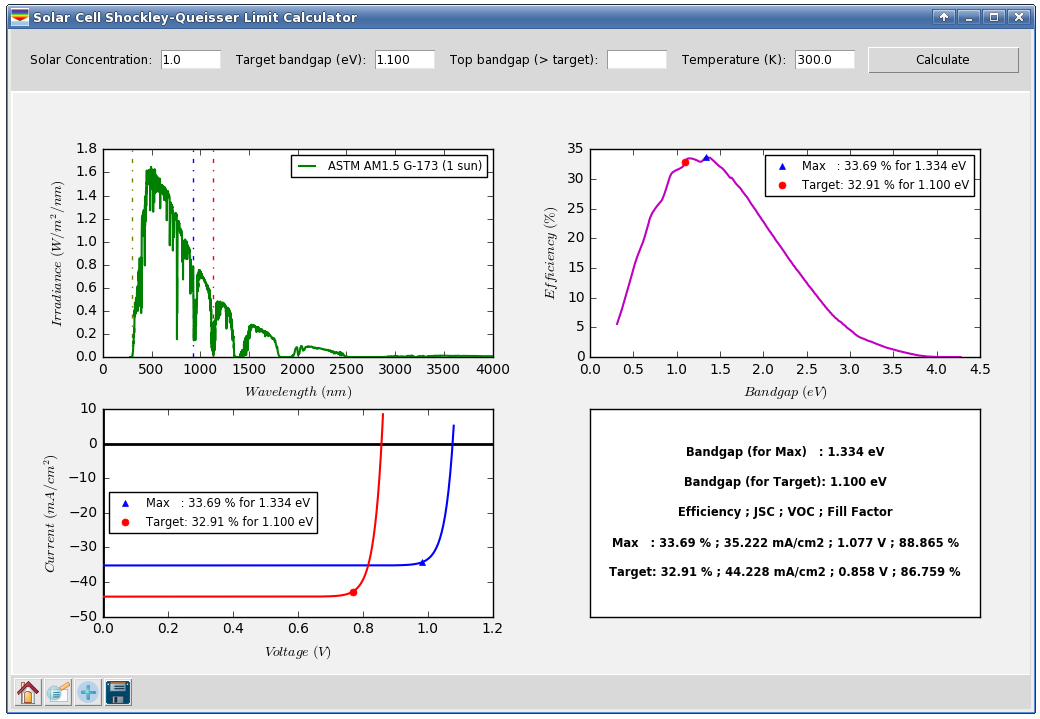 Solar Cell Shockley-Queisser Limit Calculator
Solar Concentration: 1.0 Target bandgap (eV): 1.100 Top bandgap (> target): Temperature (K): 300.0 Calculate
1.8
1.6
1.4
1.2
1.0
0.8
0.6
0.4
0.2
0.0
Irradiance (W/m²/nm)
ASTM AM1.5 G-173 (1 sun)
0 500 1000 1500 2000 2500 3000 3500 4000
Wavelength (nm)
35
30
25
20
15
10
5
0
Efficiency (%)
Max : 33.69 % for 1.334 eV
Target: 32.91 % for 1.100 eV
0.0 0.5 1.0 1.5 2.0 2.5 3.0 3.5 4.0 4.5
Bandgap (eV)
10
0
−10
−20
−30
−40
−50
Current (mA/cm²)
Max : 33.69 % for 1.334 eV
Target: 32.91 % for 1.100 eV
0.0 0.2 0.4 0.6 0.8 1.0 1.2
Voltage (V)
Bandgap (for Max) : 1.334 eV
Bandgap (for Target): 1.100 eV
Efficiency ; JSC ; VOC ; Fill Factor
Max : 33.69 % ; 35.222 mA/cm2 ; 1.077 V ; 88.865 %
Target: 32.91 % ; 44.228 mA/cm2 ; 0.858 V ; 86.759 %